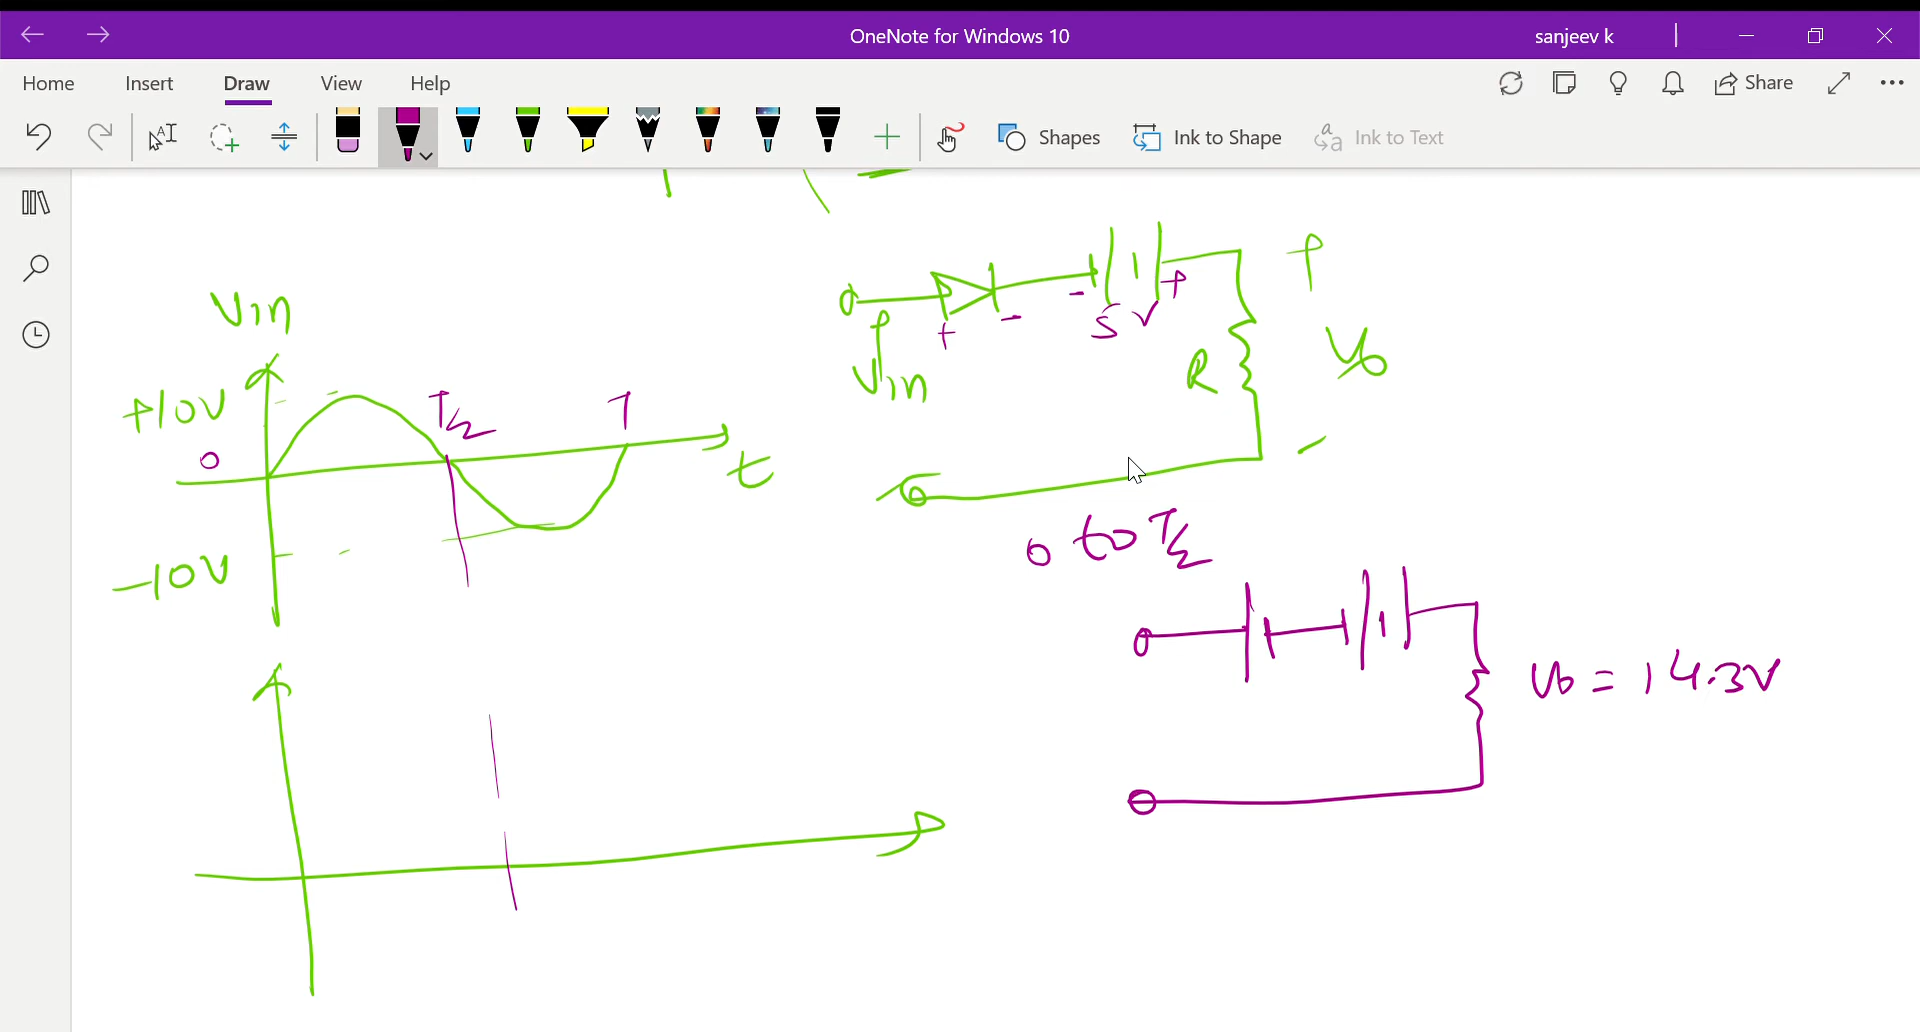 OneNote for Windows 10
sanjeev k
Home Insert Draw View Help
Share
Shapes Ink to Shape Ink to Text
Vin
+10V
0
T/2
T
t
-10V
Vin
+ -
- +
5V
R
+
Vo
-
0 to T/2
Vo = 14.3V